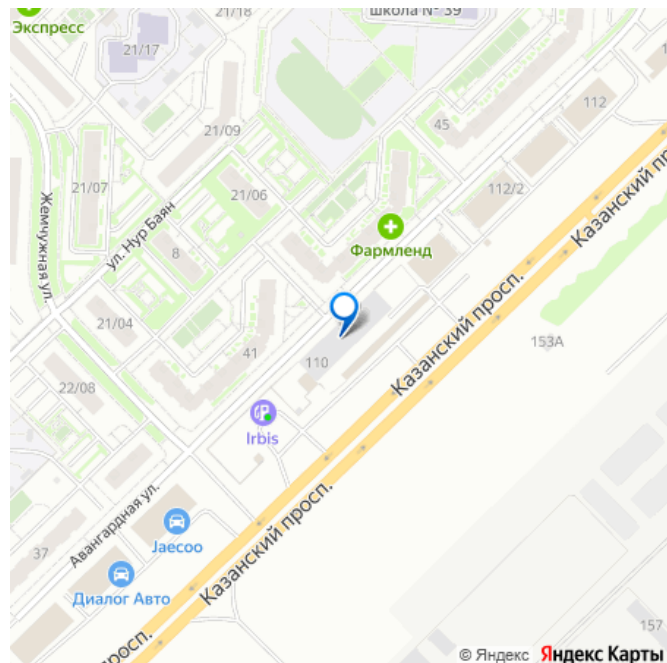 Экспресс
21/18
школа № 39
21/17
112
45
21/09
112/2
21/07
21/06
Жемчужная ул.
ул. Нур Баян
8
Фармленд
Казанский пр
Казанский просп.
21/04
153А
41
110
22/08
Irbis
Авангардная ул.
37
Jaecoo
Диалог Авто
Казанский просп.
157
просп.
© Яндекс Яндекс Карты